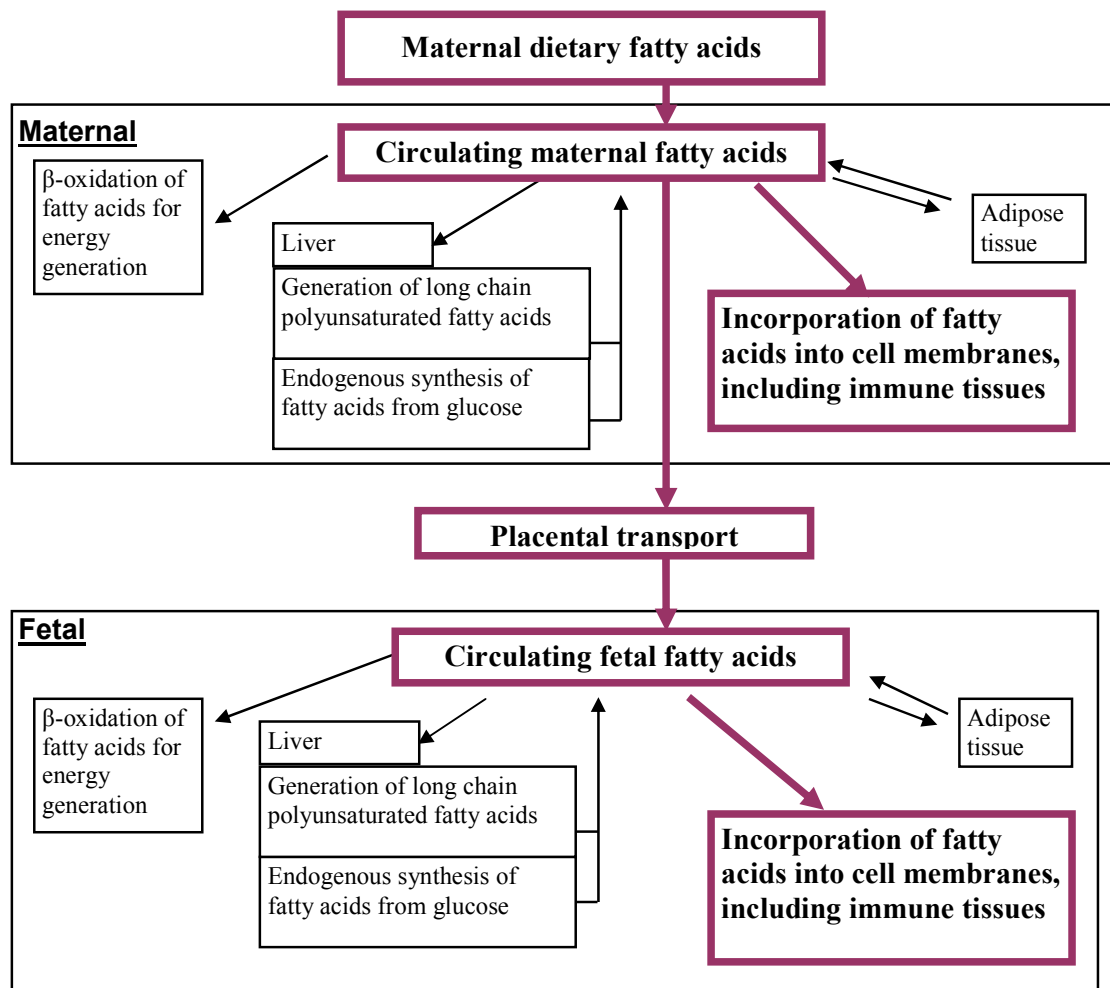 Maternal dietary fatty acids
Maternal
Circulating maternal fatty acids
β-oxidation of
fatty acids for
energy
generation
Liver
Generation of long chain
polyunsaturated fatty acids
Endogenous synthesis of
fatty acids from glucose
Adipose
tissue
Incorporation of fatty
acids into cell membranes,
including immune tissues
Placental transport
Fetal
Circulating fetal fatty acids
β-oxidation of
fatty acids for
energy
generation
Liver
Generation of long chain
polyunsaturated fatty acids
Endogenous synthesis of
fatty acids from glucose
Adipose
tissue
Incorporation of fatty
acids into cell membranes,
including immune tissues